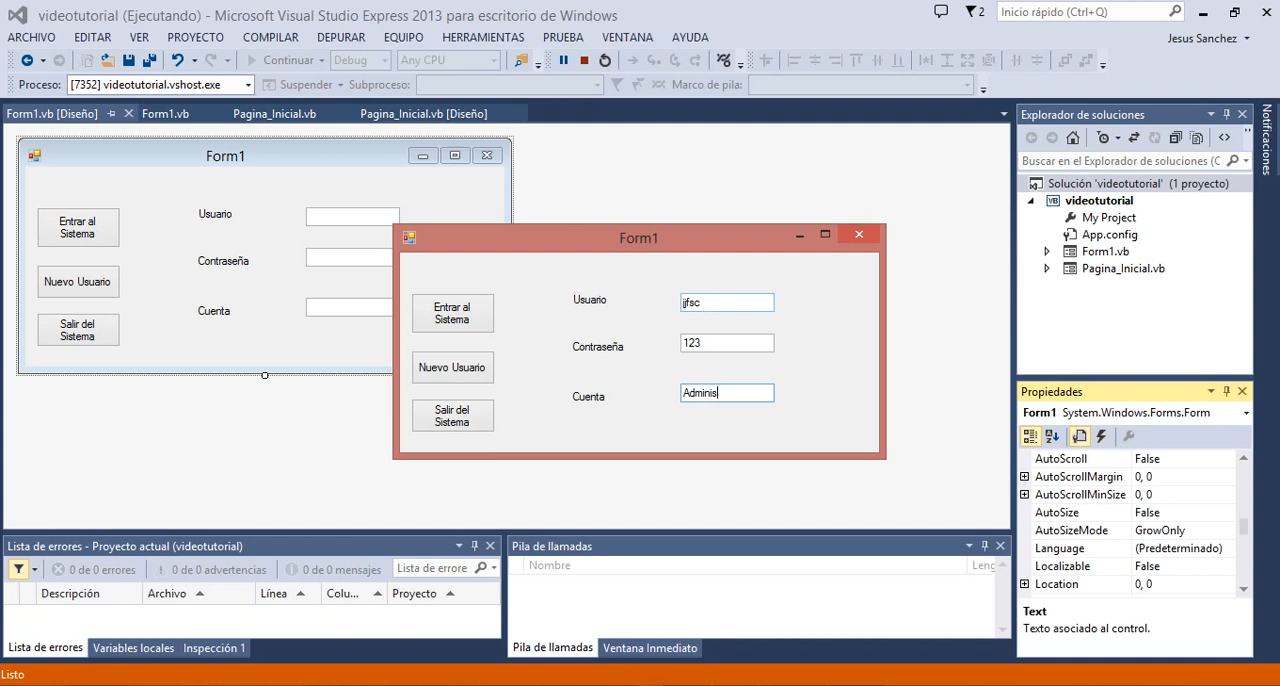 videotutorial (Ejecutando) - Microsoft Visual Studio Express 2013 para escritorio de Windows
2
Inicio rápido (Ctrl+Q)
ARCHIVO EDITAR VER PROYECTO COMPILAR DEPURAR EQUIPO HERRAMIENTAS PRUEBA VENTANA AYUDA
Jesus Sanchez
Continuar Debug Any CPU
Proceso: [7352] videotutorial.vshost.exe Suspender Subproceso: Marco de pila:
Form1.vb [Diseño] Form1.vb Pagina_Inicial.vb Pagina_Inicial.vb [Diseño]
Form1
Entrar al
Sistema
Usuario
Nuevo Usuario
Contraseña
Salir del
Sistema
Cuenta
Form1
Entrar al
Sistema
Usuario
jjfsc
Contraseña
123
Nuevo Usuario
Cuenta
Adminis
Salir del
Sistema
Explorador de soluciones
Buscar en el Explorador de soluciones (C
Solución 'videotutorial' (1 proyecto)
VB videotutorial
My Project
App.config
Form1.vb
Pagina_Inicial.vb
Notificaciones
Propiedades
Form1 System.Windows.Forms.Form
AutoScroll False
AutoScrollMargin 0, 0
AutoScrollMinSize 0, 0
AutoSize False
AutoSizeMode GrowOnly
Language (Predeterminado)
Localizable False
Location 0, 0
Text
Texto asociado al control.
Lista de errores - Proyecto actual (videotutorial)
0 de 0 errores 0 de 0 advertencias 0 de 0 mensajes Lista de errore
Descripción Archivo Línea Colu... Proyecto
Lista de errores Variables locales Inspección 1
Pila de llamadas
Nombre Leng
Pila de llamadas Ventana Inmediato
Listo